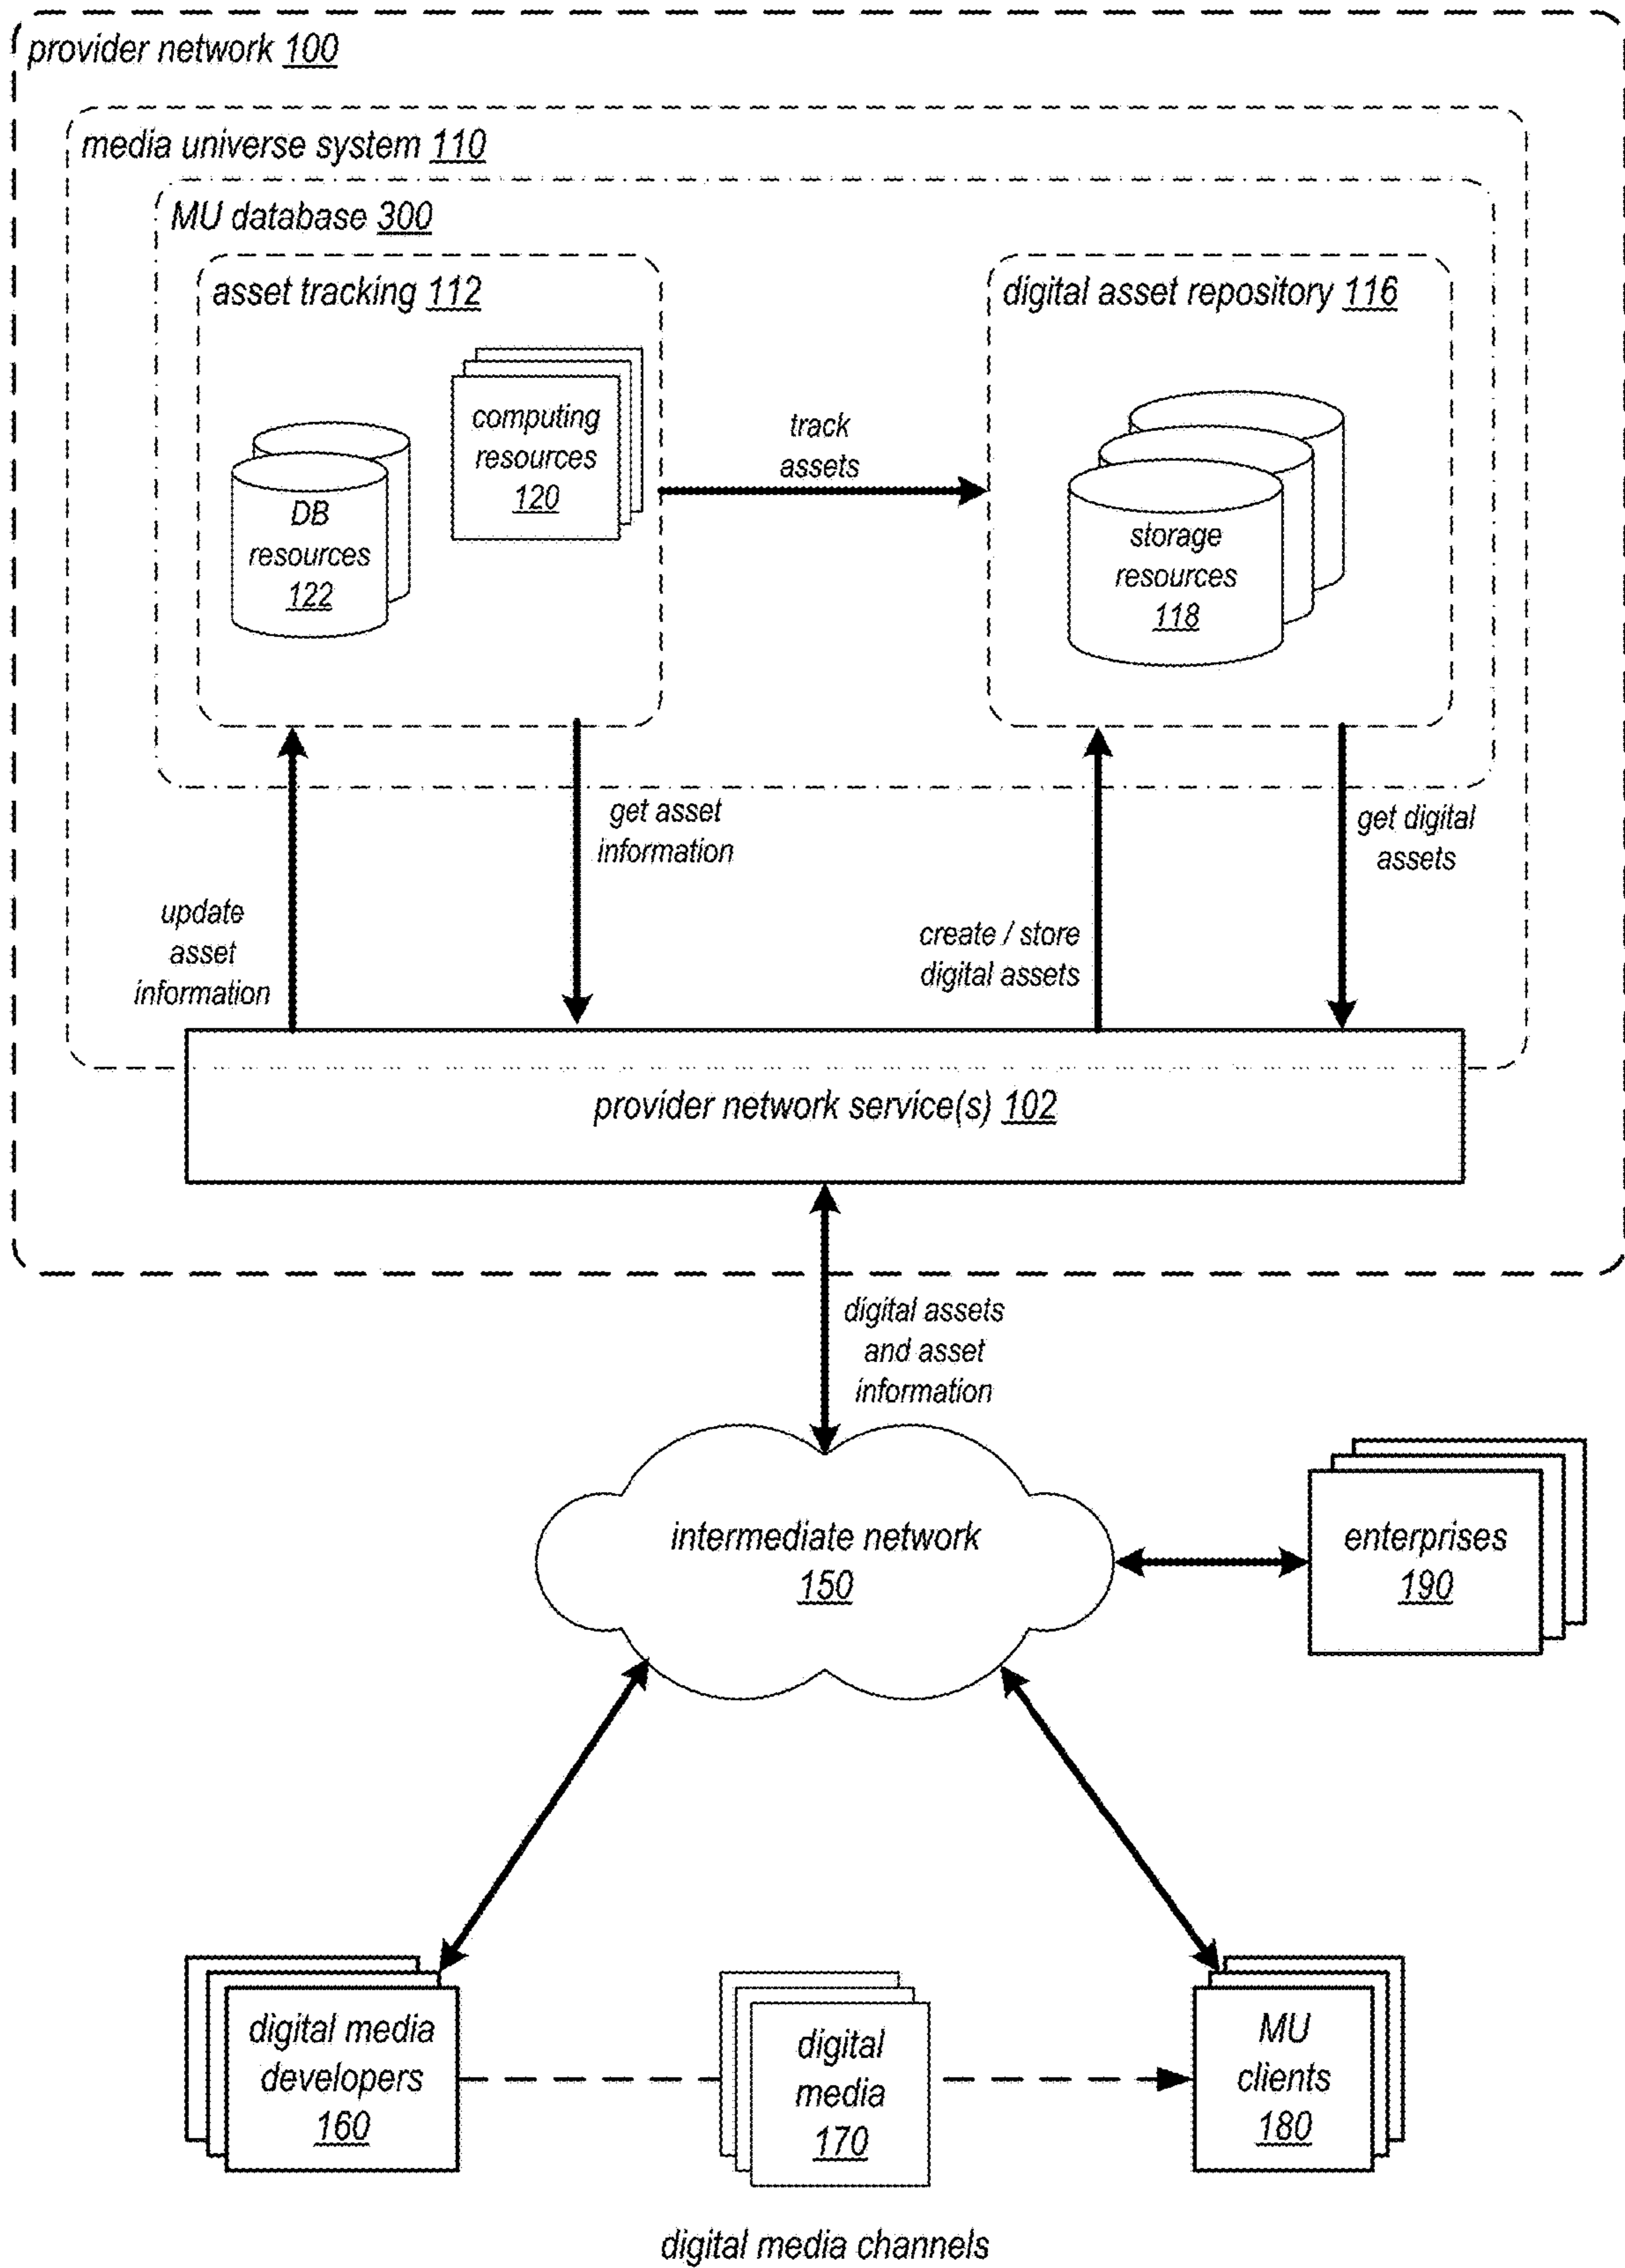 provider network 100
media universe system 110
MU database 300
asset tracking 112
digital asset repository 116
computing
resources
120
DB
resources
122
track
assets
storage
resources
118
get asset
information
get digital
assets
update
asset
information
create / store
digital assets
provider network service(s) 102
digital assets
and asset
information
intermediate network
150
enterprises
190
digital media
developers
160
digital
media
170
MU
clients
180
digital media channels